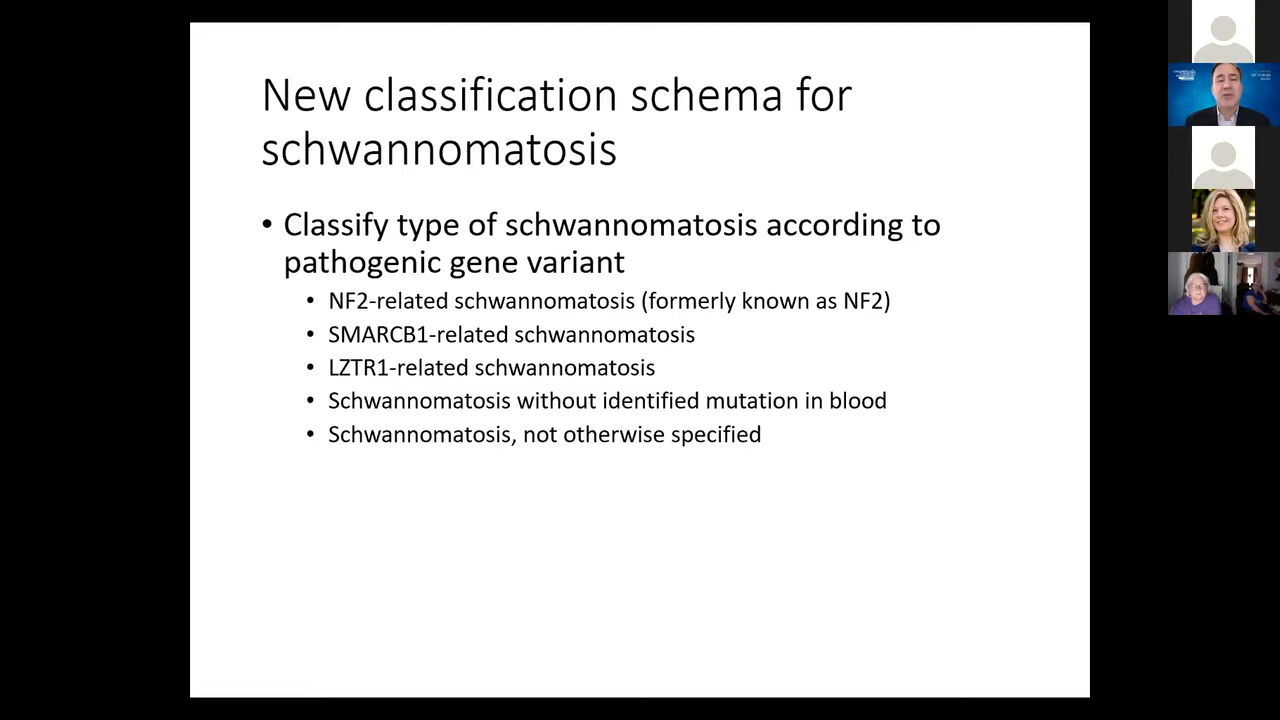 New classification schema for
schwannomatosis
• Classify type of schwannomatosis according to
pathogenic gene variant
• NF2-related schwannomatosis (formerly known as NF2)
• SMARCB1-related schwannomatosis
• LZTR1-related schwannomatosis
• Schwannomatosis without identified mutation in blood
• Schwannomatosis, not otherwise specified